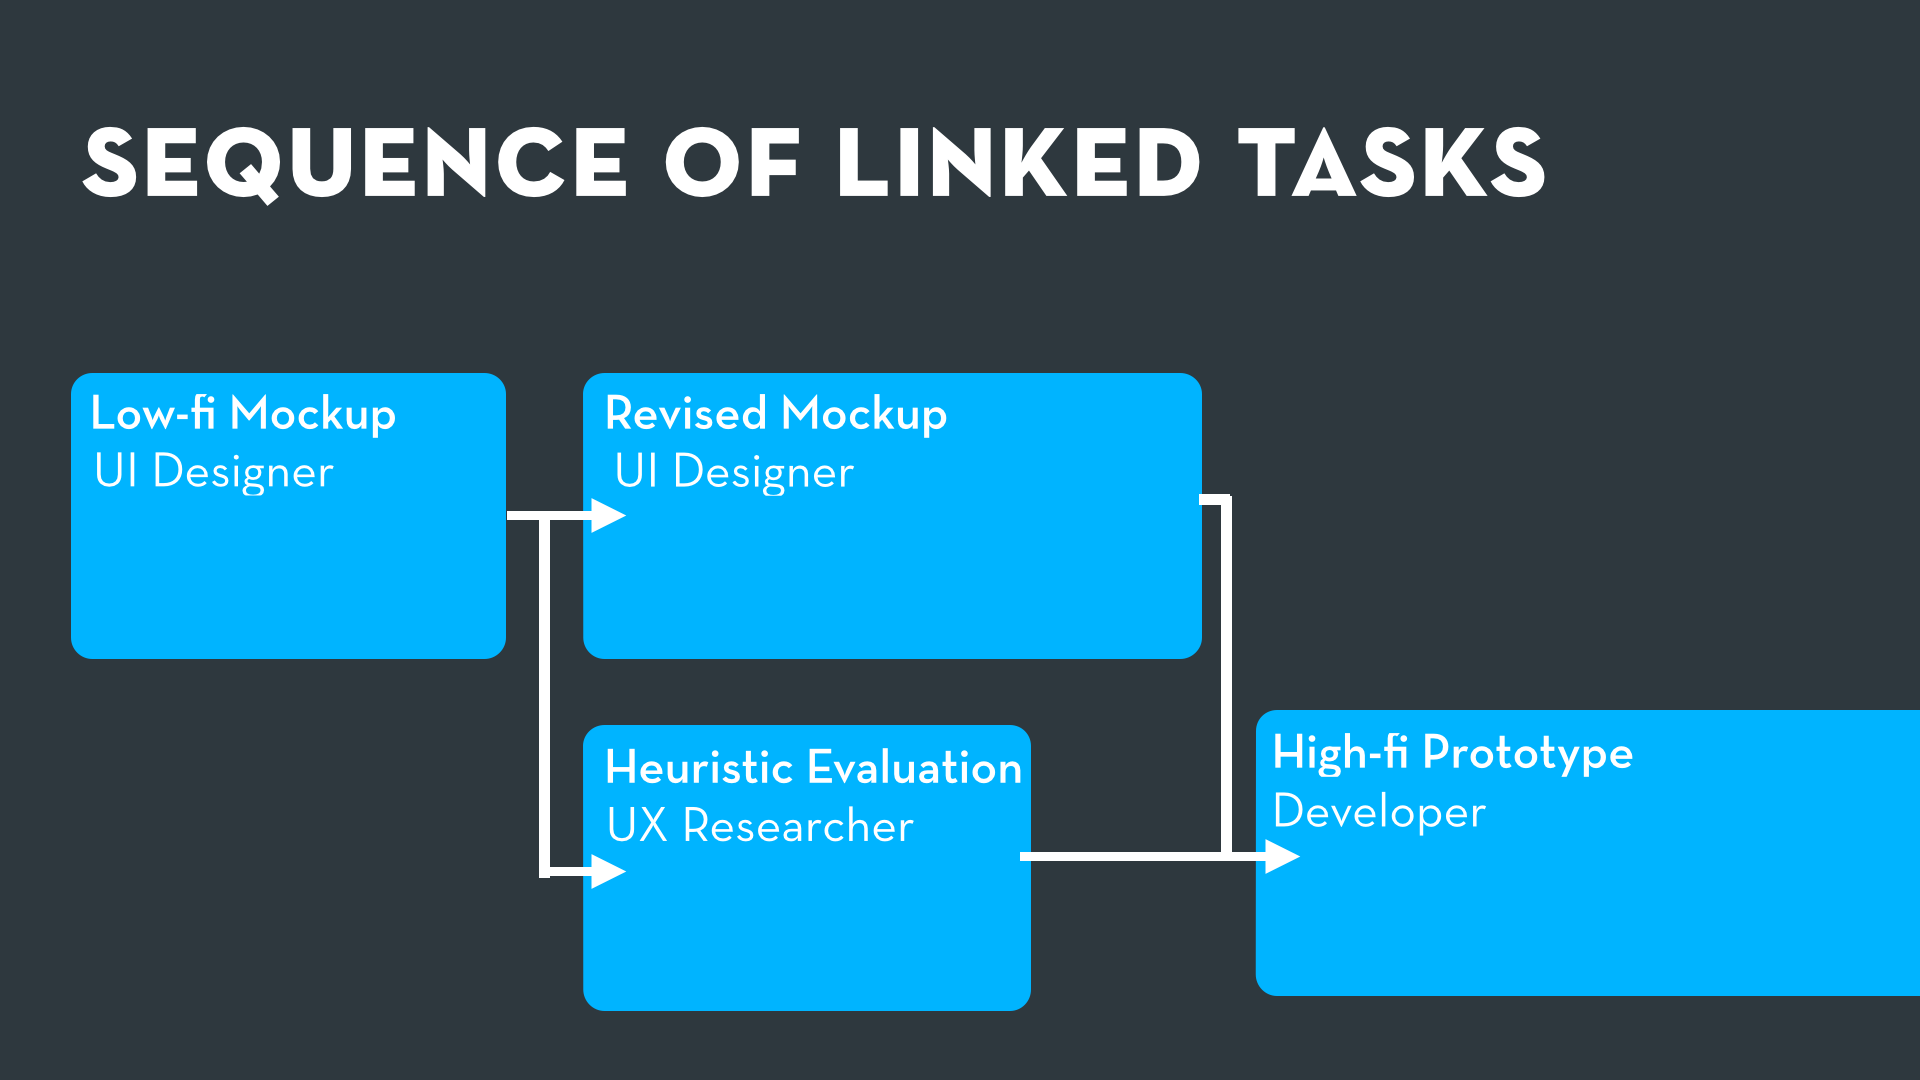 SEQUENCE OF LINKED TASKS
Low-fi Mockup
UI Designer
Revised Mockup
UI Designer
Heuristic Evaluation
UX Researcher
High-fi Prototype
Developer